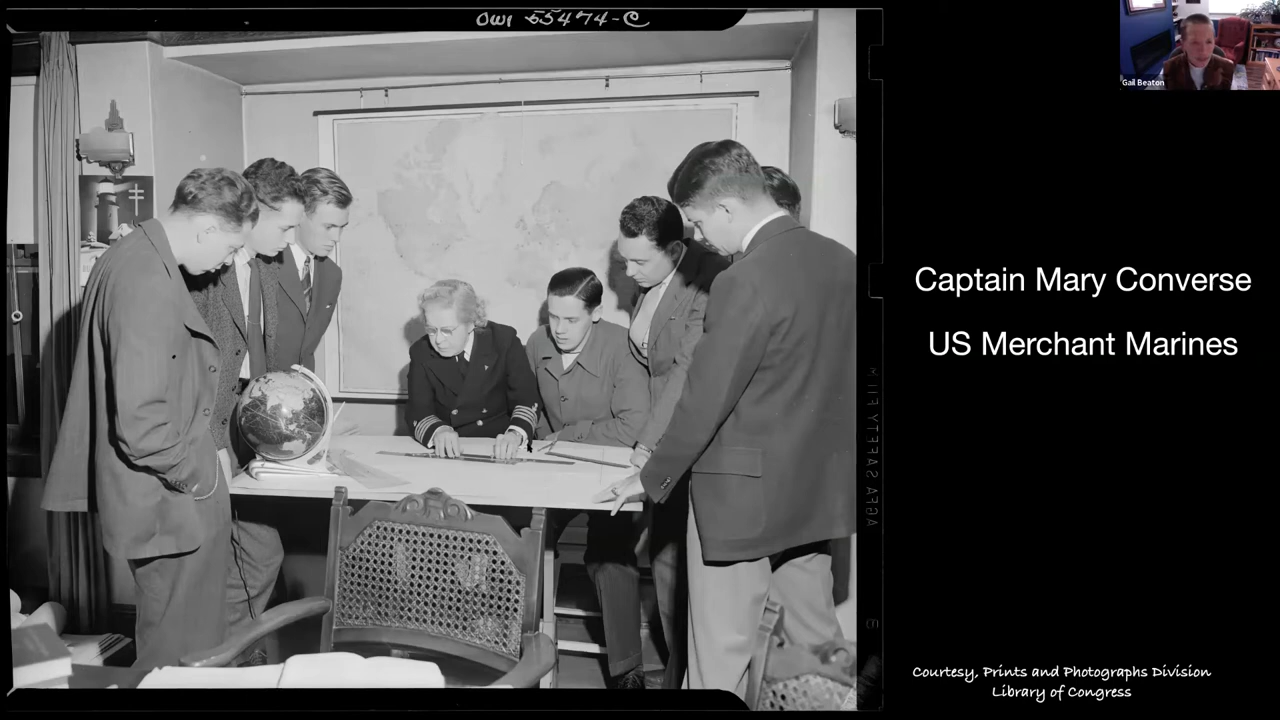 OWI 55474-C
Gail Beaton
Captain Mary Converse
US Merchant Marines
AGFA SAFETY FILM
Courtesy, Prints and Photographs Division
Library of Congress